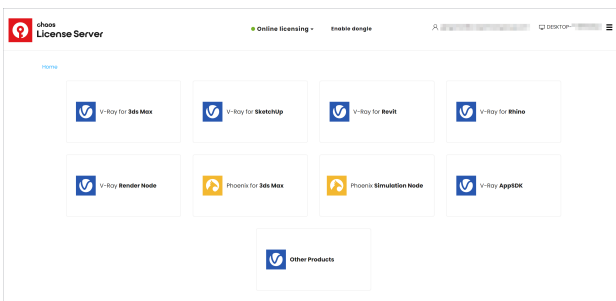 chaos
License Server
Online licensing
Enable dongle
DESKTOP-
Home
V-Ray for 3ds Max
V-Ray for SketchUp
V-Ray for Revit
V-Ray for Rhino
V-Ray Render Node
Phoenix for 3ds Max
Phoenix Simulation Node
V-Ray AppSDK
Other Products